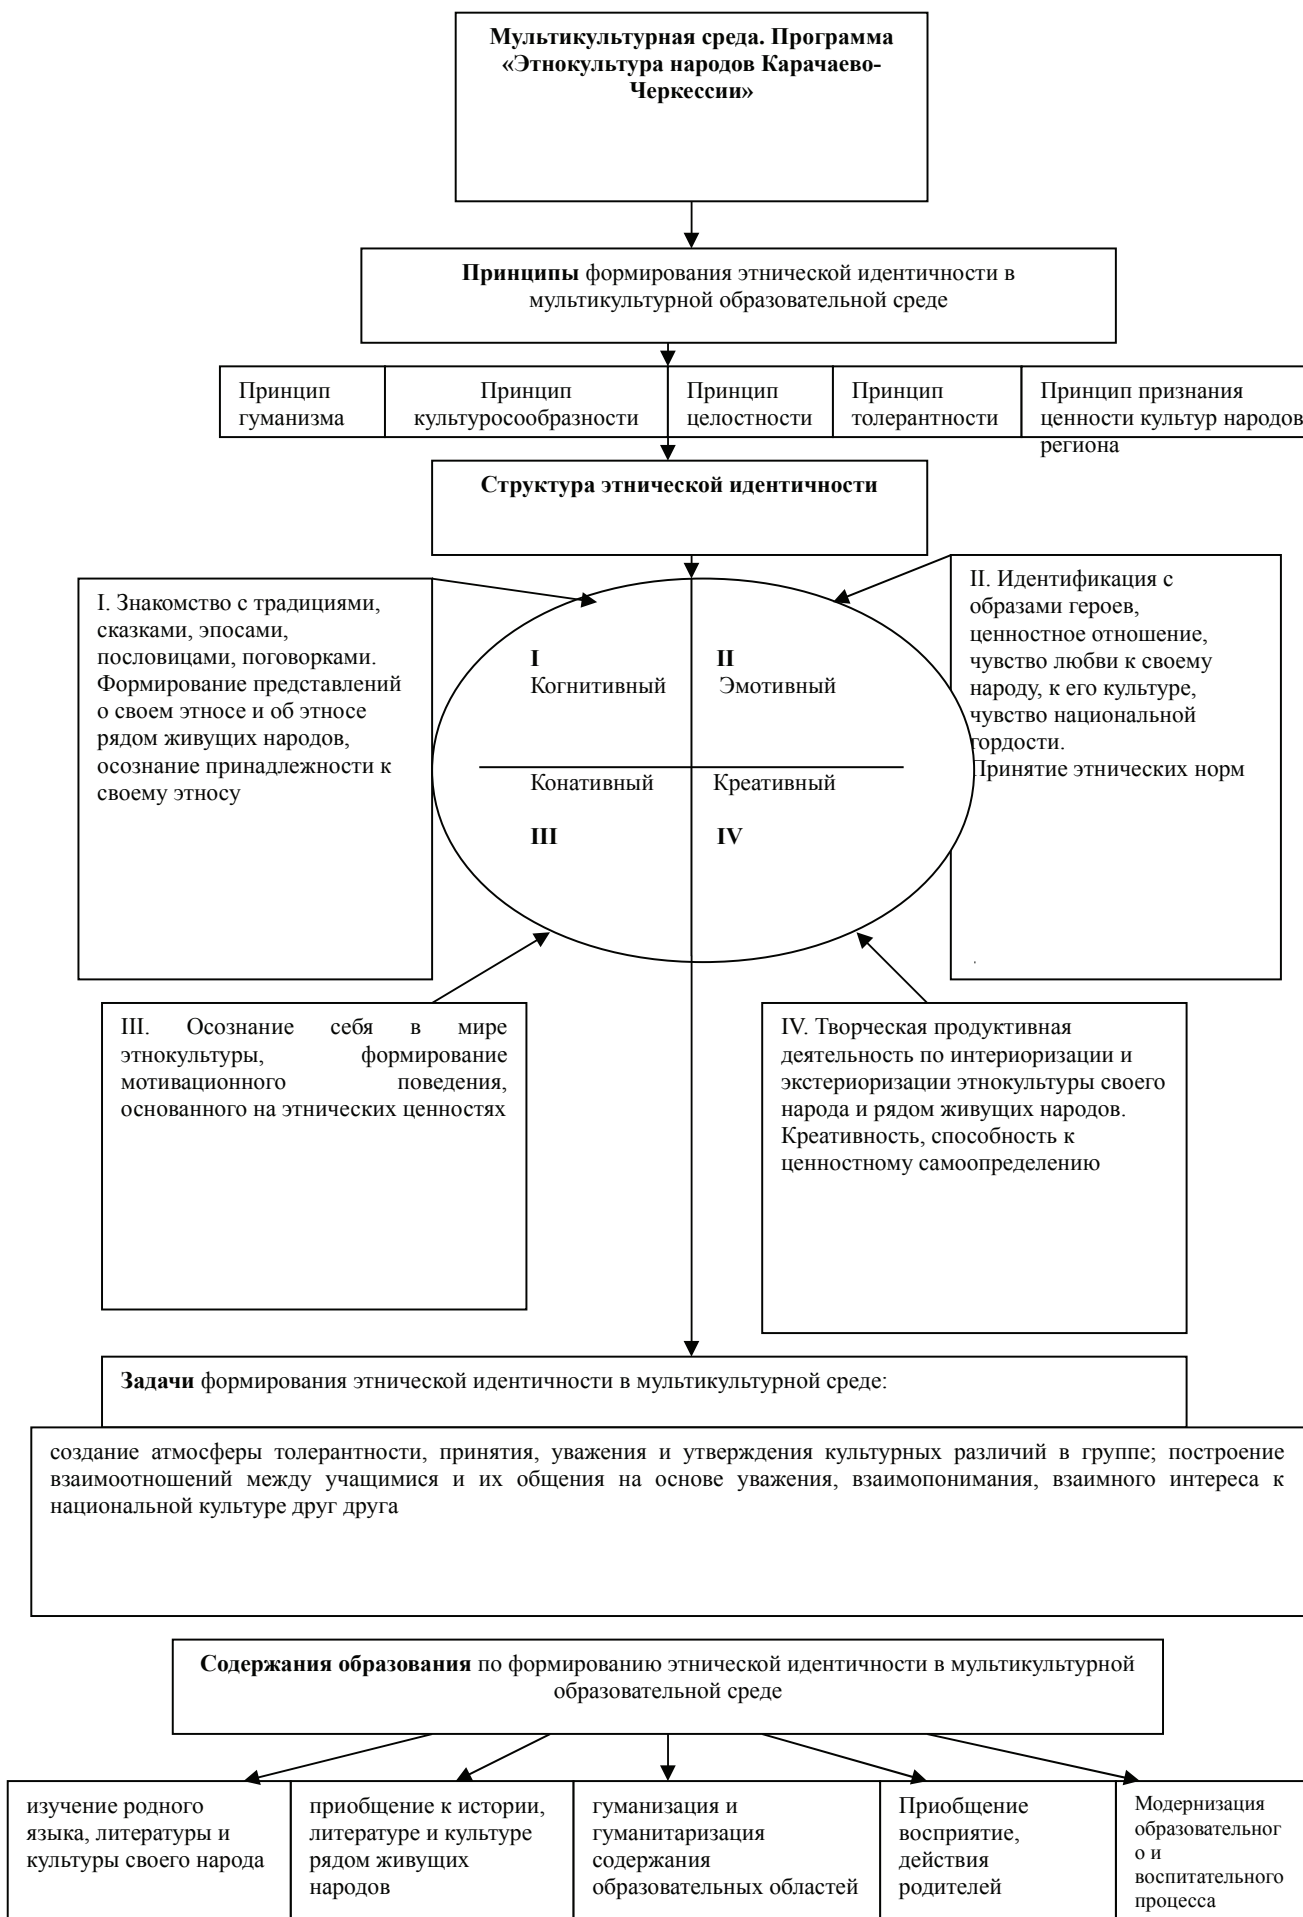 Мультикультурная среда. Программа
«Этнокультура народов Карачаево-
Черкессии»
Принципы формирования этнической идентичности в
мультикультурной образовательной среде
Принцип
гуманизма
Принцип
культуросообразности
Принцип
целостности
Принцип
толерантности
Принцип признания
ценности культур народов
региона
Структура этнической идентичности
I. Знакомство с традициями,
сказками, эпосами,
пословицами, поговорками.
Формирование представлений
о своем этносе и об этносе
рядом живущих народов,
осознание принадлежности к
своему этносу
I
Когнитивный
II
Эмотивный
Конативный
III
Креативный
IV
II. Идентификация с
образами героев,
ценностное отношение,
чувство любви к своему
народу, к его культуре,
чувство национальной
гордости.
Принятие этнических норм
III. Осознание себя в мире
этнокультуры, формирование
мотивационного поведения,
основанного на этнических ценностях
IV. Творческая продуктивная
деятельность по интериоризации и
экстериоризации этнокультуры своего
народа и рядом живущих народов.
Креативность, способность к
ценностному самоопределению
Задачи формирования этнической идентичности в мультикультурной среде:
создание атмосферы толерантности, принятия, уважения и утверждения культурных различий в группе; построение
взаимоотношений между учащимися и их общения на основе уважения, взаимопонимания, взаимного интереса к
национальной культуре друг друга
Содержания образования по формированию этнической идентичности в мультикультурной
образовательной среде
изучение родного
языка, литературы и
культуры своего народа
приобщение к истории,
литературе и культуре
рядом живущих
народов
гуманизация и
гуманитаризация
содержания
образовательных областей
Приобщение
восприятие,
действия
родителей
Модернизация
образовательног
о и
воспитательного
процесса